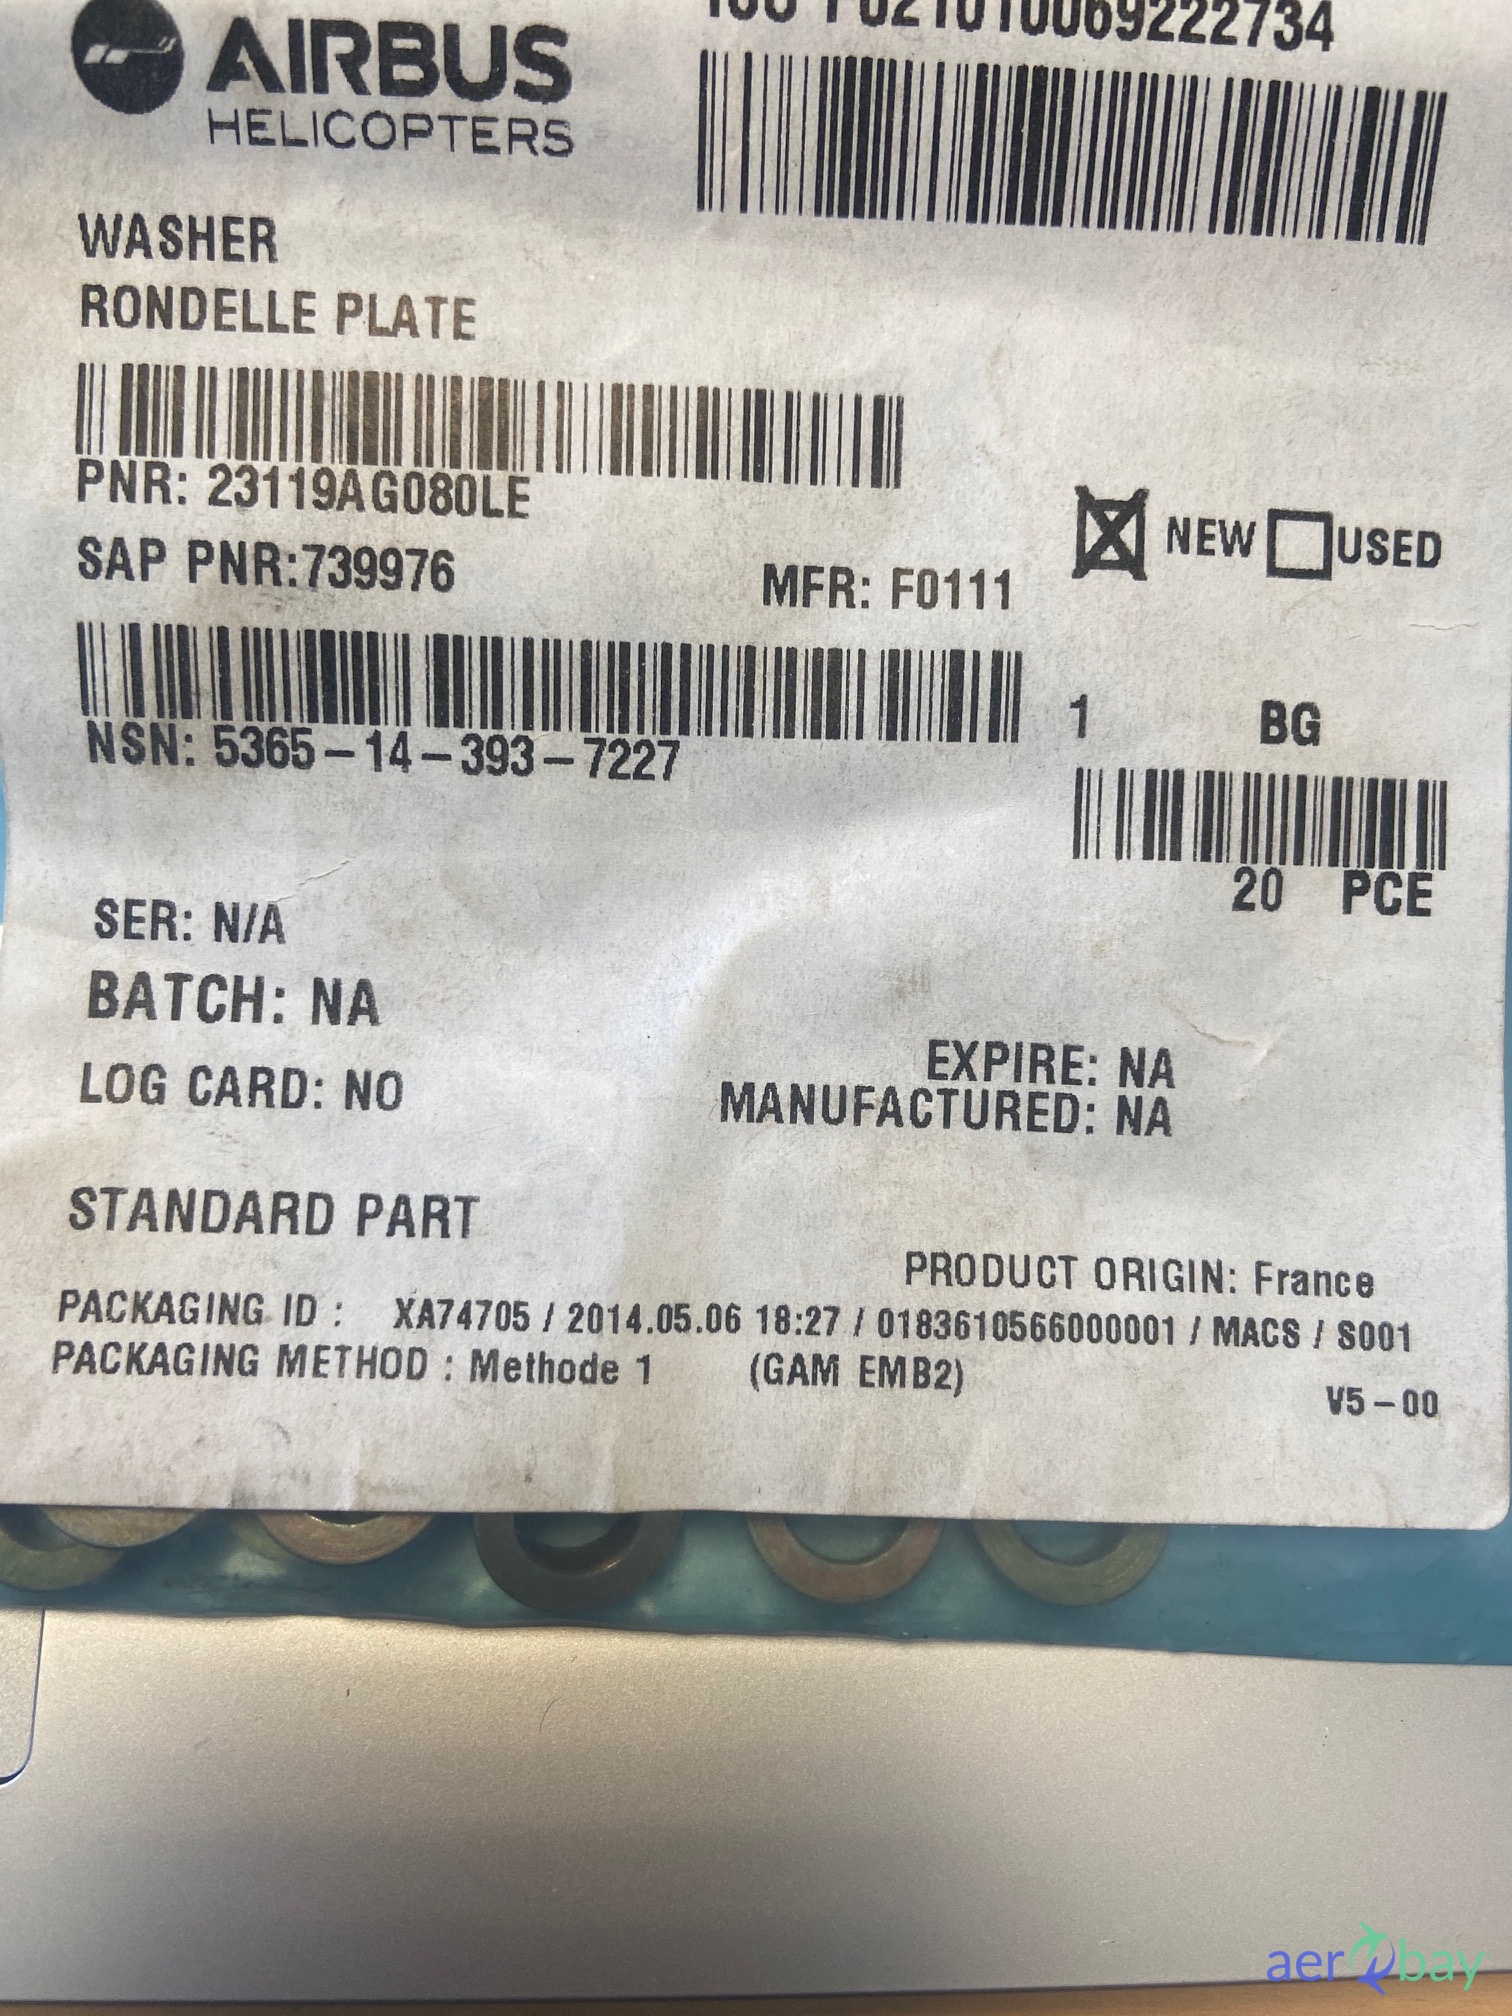 AIRBUS
HELICOPTERS
WASHER
RONDELLE PLATE
PNR: 23119AG080LE
SAP PNR:739976
MFR: F0111
NEW USED
NSN: 5365-14-393-7227
1 BG
20 PCE
SER: N/A
BATCH: NA
LOG CARD: NO
EXPIRE: NA
MANUFACTURED: NA
STANDARD PART
PRODUCT ORIGIN: France
PACKAGING ID : XA74705 / 2014.05.06 18:27 / 0183610566000001 / MACS / S001
PACKAGING METHOD : Methode 1 (GAM EMB2)
V5-00
aerobay